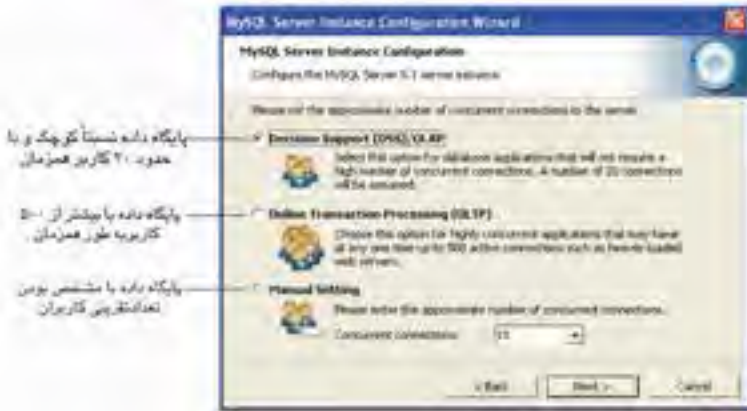 MySQL Server Instance Configuration Wizard
MySQL Server Instance Configuration
Configure the MySQL Server 5.1 server instance.
Please set the approximate number of concurrent connections to the server.
پایگاه داده نسبتاً کوچک و با
حدود ۲۰ کاربر همزمان
Decision Support (DSS)/OLAP
Select this option for database applications that will not require a
high number of concurrent connections. A number of 20 connections
will be assumed.
پایگاه داده با بیشتر از ۵۰۰
کاربر به طور همزمان
Online Transaction Processing (OLTP)
Choose this option for highly concurrent applications that may have
at any one time up to 500 active connections such as heavily loaded
web servers.
پایگاه داده با مشخص بودن
تعداد تقریبی کاربران
Manual Setting
Please enter the approximate number of concurrent connections.
Concurrent connections: 15
< Back
Next >
Cancel